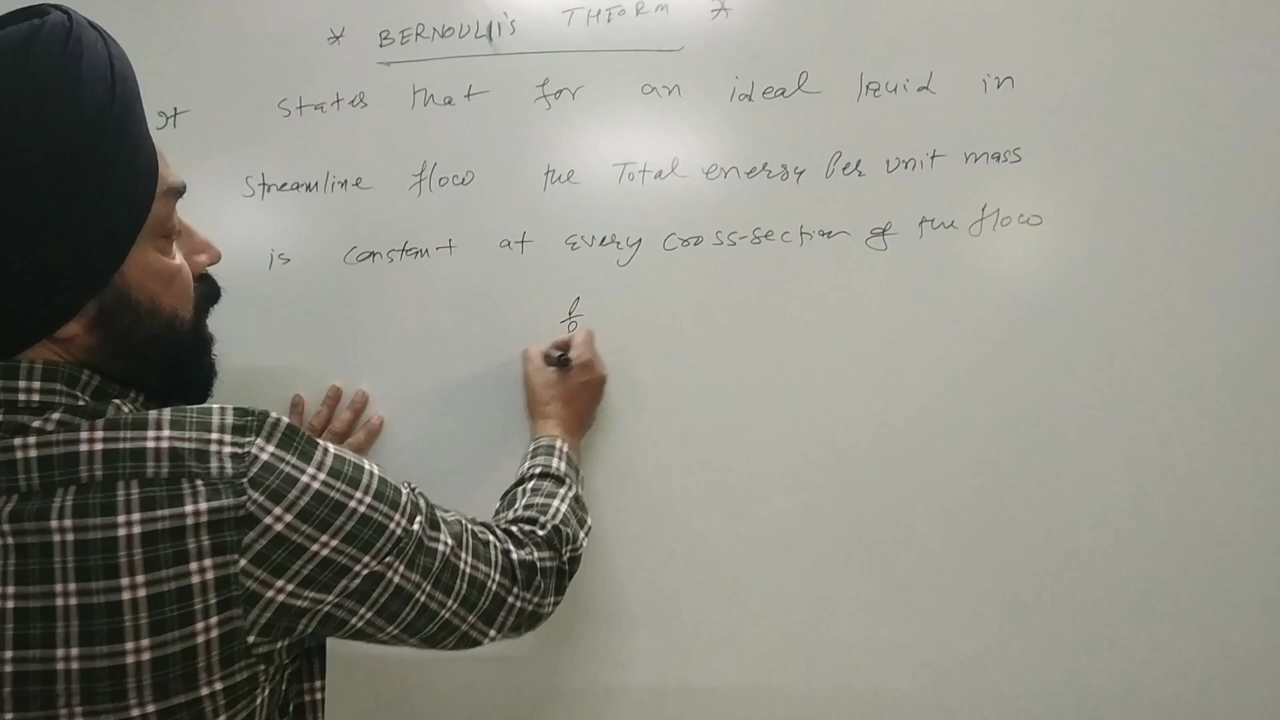 * BERNOULLI'S THEORM *
It states that for an ideal liquid in
streamline flow the Total energy Per unit mass
is constant at every cross-section of the flow